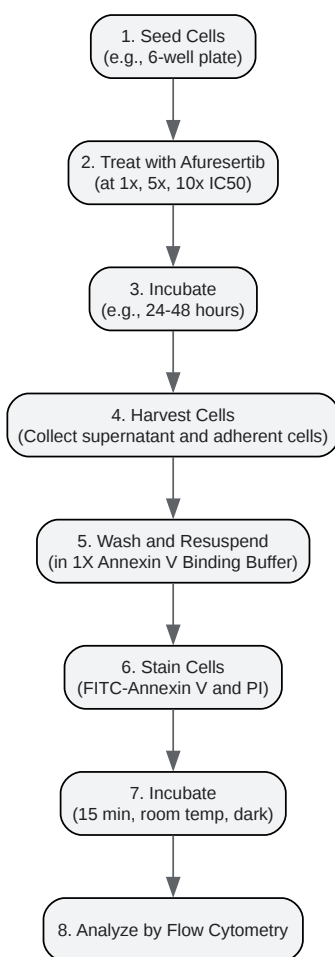 1. Seed Cells
(e.g., 6-well plate)
2. Treat with Afuresertib
(at 1x, 5x, 10x IC50)
3. Incubate
(e.g., 24-48 hours)
4. Harvest Cells
(Collect supernatant and adherent cells)
5. Wash and Resuspend
(in 1X Annexin V Binding Buffer)
6. Stain Cells
(FITC-Annexin V and PI)
7. Incubate
(15 min, room temp, dark)
8. Analyze by Flow Cytometry